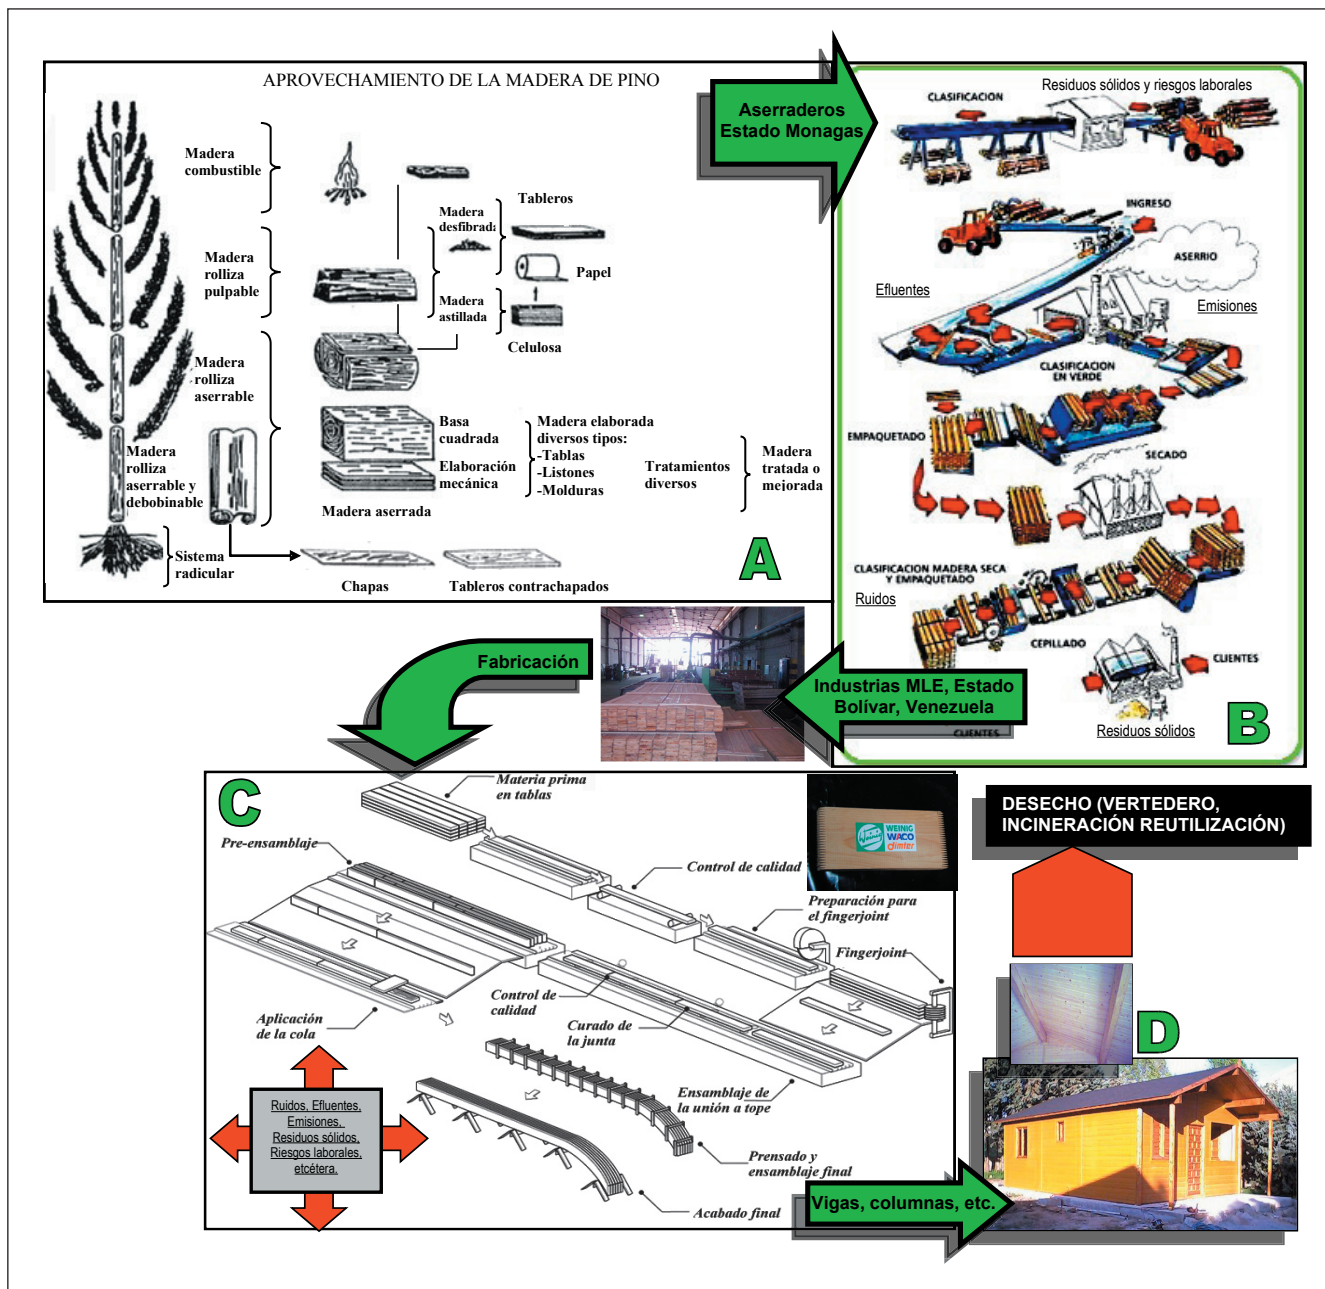 APROVECHAMIENTO DE LA MADERA DE PINO
Madera
combustible
Madera
rolliza
pulpable
Madera
rolliza
aserrable
Madera
rolliza
aserrable y
debobinable
Sistema
radicular
Madera
desfibrada
Tableros
Papel
Madera
astillada
Celulosa
Basa
cuadrada
Elaboración
mecánica
Madera aserrada
Madera elaborada
diversos tipos:
-Tablas
-Listones
-Molduras
Tratamientos
diversos
Madera
tratada o
mejorada
Chapas
Tableros contrachapados
A
Aserraderos
Estado Monagas
Residuos sólidos y riesgos laborales
CLASIFICACION
INGRESO
ASERRIO
Efluentes
Emisiones
CLASIFICACION
EN VERDE
EMPAQUETADO
SECADO
CLASIFICACION MADERA SECA
Y EMPAQUETADO
Ruidos
CEPILLADO
CLIENTES
Residuos sólidos
CLIENTES
B
Industrias MLE, Estado
Bolívar, Venezuela
Fabricación
C
Materia prima
en tablas
Pre-ensamblaje
Control de calidad
Preparación para
el fingerjoint
Fingerjoint
WEINIG
WACO
dimter
Control de
calidad
Curado de
la junta
Aplicación
de la cola
Ensamblaje de
la unión a tope
Prensado y
ensamblaje final
Acabado final
Ruidos, Efluentes,
Emisiones,
Residuos sólidos,
Riesgos laborales,
etcétera.
Vigas, columnas, etc.
D
DESECHO (VERTEDERO,
INCINERACIÓN REUTILIZACIÓN)